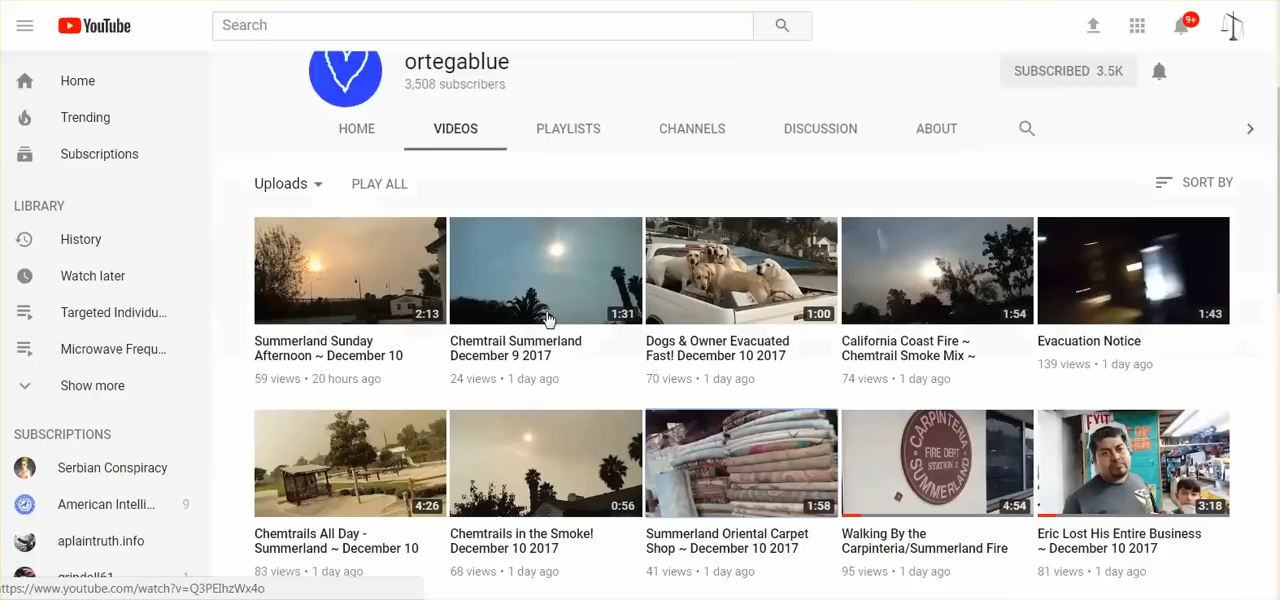 YouTube
Search
9+
Home
Trending
Subscriptions
LIBRARY
History
Watch later
Targeted Individu...
Microwave Frequ...
Show more
SUBSCRIPTIONS
Serbian Conspiracy
American Intelli... 9
aplaintruth.info
grindall61 1
ortegablue
3,508 subscribers
SUBSCRIBED 3.5K
HOME VIDEOS PLAYLISTS CHANNELS DISCUSSION ABOUT
Uploads PLAY ALL SORT BY
2:13
Summerland Sunday
Afternoon ~ December 10
59 views • 20 hours ago
1:31
Chemtrail Summerland
December 9 2017
24 views • 1 day ago
1:00
Dogs & Owner Evacuated
Fast! December 10 2017
70 views • 1 day ago
1:54
California Coast Fire ~
Chemtrail Smoke Mix ~
74 views • 1 day ago
1:43
Evacuation Notice
139 views • 1 day ago
4:26
Chemtrails All Day -
Summerland ~ December 10
83 views • 1 day ago
0:56
Chemtrails in the Smoke!
December 10 2017
68 views • 1 day ago
1:58
Summerland Oriental Carpet
Shop ~ December 10 2017
41 views • 1 day ago
CARPINTERIA
FIRE DEPT
STATION 2
SUMMERLAND
4:54
Walking By the
Carpinteria/Summerland Fire
95 views • 1 day ago
EXIT
3:18
Eric Lost His Entire Business
~ December 10 2017
81 views • 1 day ago
ttps://www.youtube.com/watch?v=Q3PEIhzWx4o